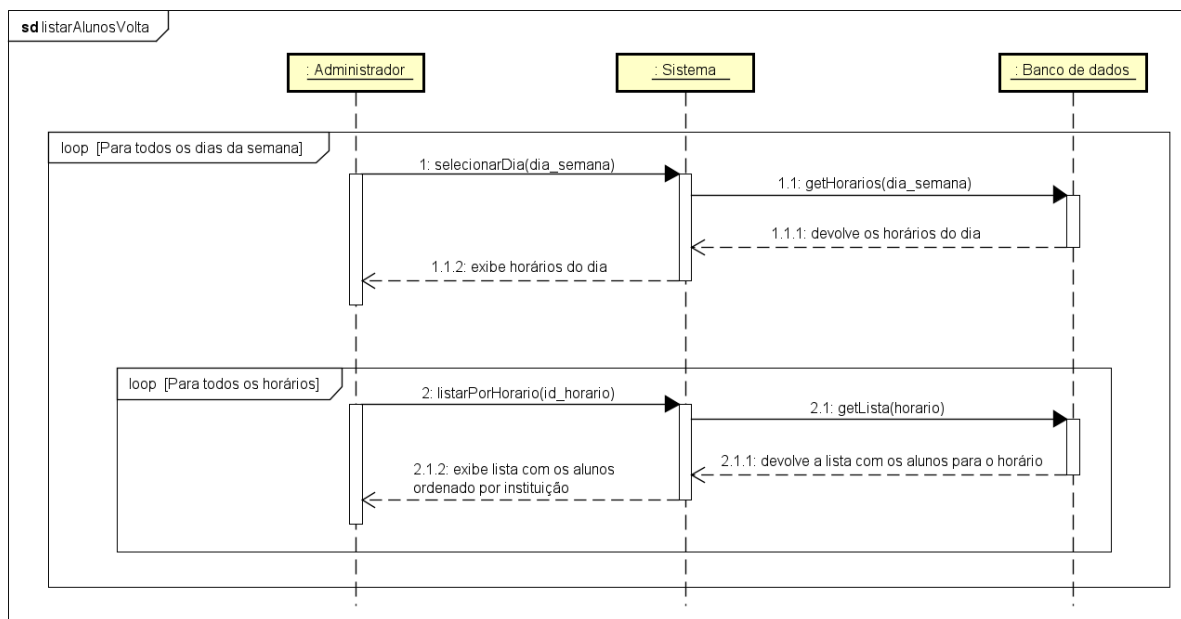 sd listarAlunosVolta
: Administrador
: Sistema
: Banco de dados
loop [Para todos os dias da semana]
1: selecionarDia(dia_semana)
1.1: getHorarios(dia_semana)
1.1.1: devolve os horários do dia
1.1.2: exibe horários do dia
loop [Para todos os horários]
2: listarPorHorario(id_horario)
2.1: getLista(horario)
2.1.1: devolve a lista com os alunos para o horário
2.1.2: exibe lista com os alunos
ordenado por instituição